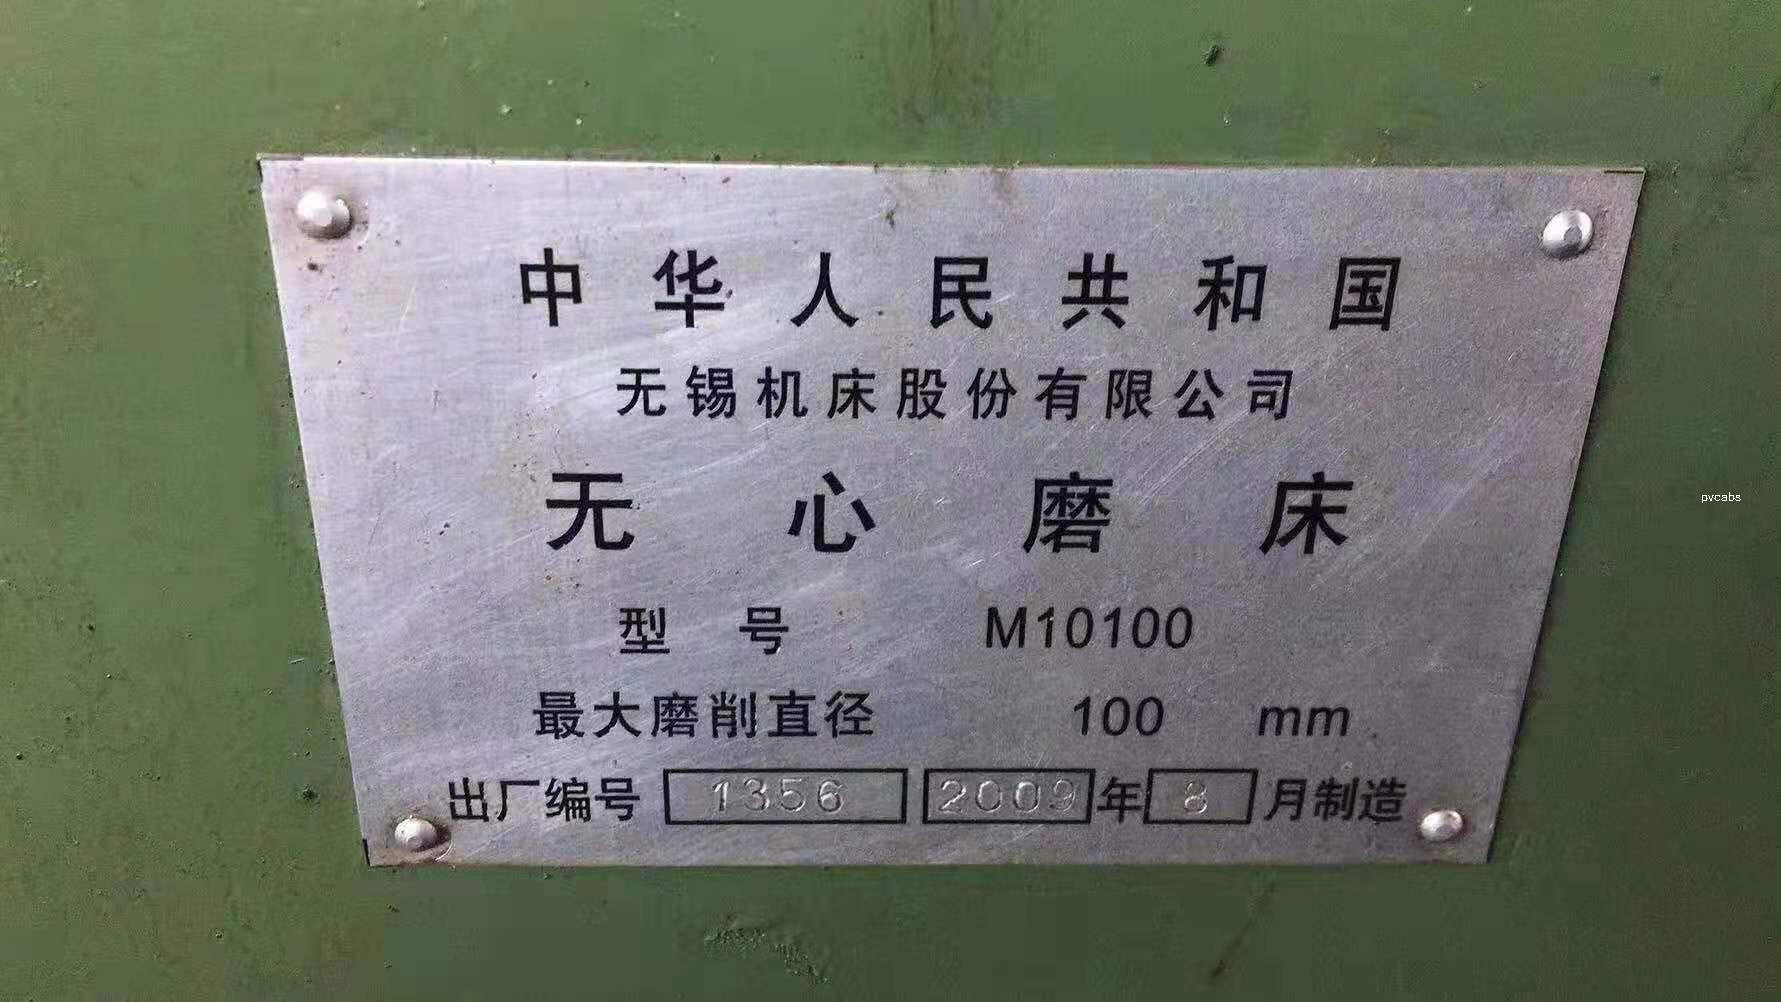 中华人民共和国
无锡机床股份有限公司
无心磨床
型号 M10100
最大磨削直径 100 mm
出厂编号 1356 2009 年 8 月制造
pvcabs